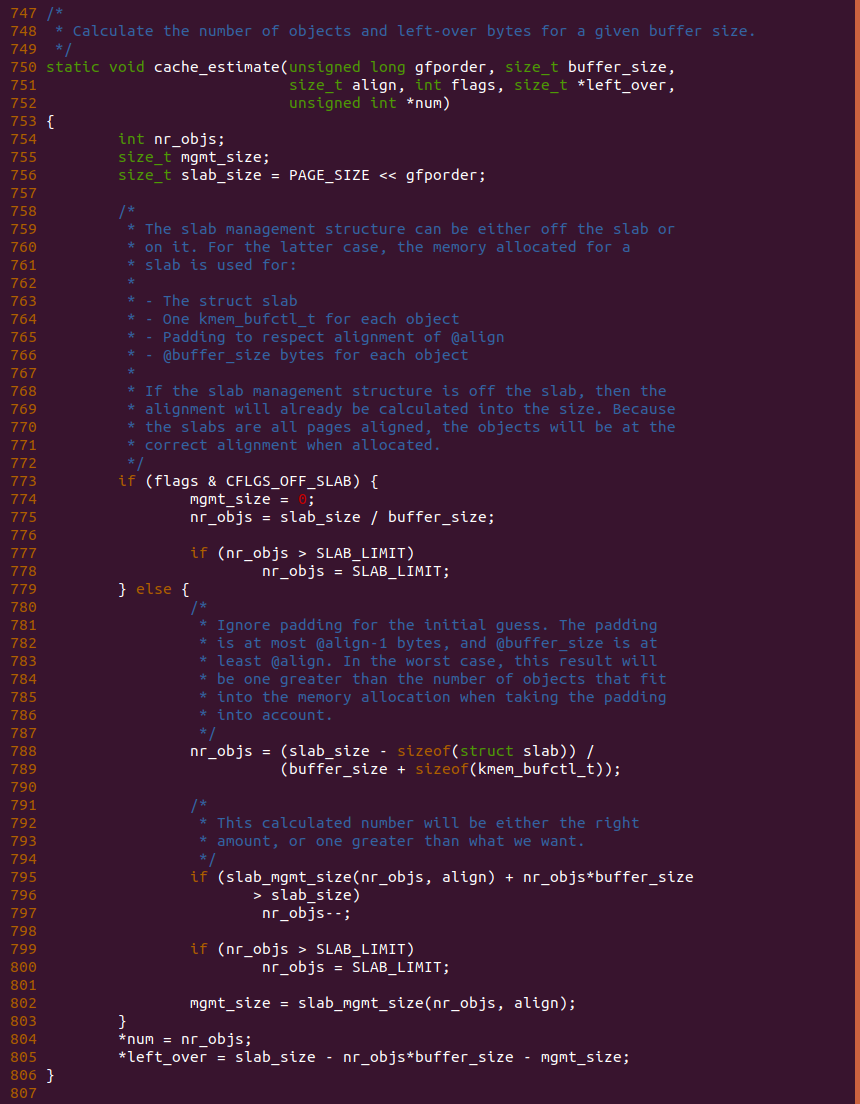 747 /*
748  * Calculate the number of objects and left-over bytes for a given buffer size.
749  */
750 static void cache_estimate(unsigned long gfporder, size_t buffer_size,
751                            size_t align, int flags, size_t *left_over,
752                            unsigned int *num)
753 {
754         int nr_objs;
755         size_t mgmt_size;
756         size_t slab_size = PAGE_SIZE << gfporder;
757
758         /*
759          * The slab management structure can be either off the slab or
760          * on it. For the latter case, the memory allocated for a
761          * slab is used for:
762          *
763          * - The struct slab
764          * - One kmem_bufctl_t for each object
765          * - Padding to respect alignment of @align
766          * - @buffer_size bytes for each object
767          *
768          * If the slab management structure is off the slab, then the
769          * alignment will already be calculated into the size. Because
770          * the slabs are all pages aligned, the objects will be at the
771          * correct alignment when allocated.
772          */
773         if (flags & CFLGS_OFF_SLAB) {
774                 mgmt_size = 0;
775                 nr_objs = slab_size / buffer_size;
776
777                 if (nr_objs > SLAB_LIMIT)
778                         nr_objs = SLAB_LIMIT;
779         } else {
780                 /*
781                  * Ignore padding for the initial guess. The padding
782                  * is at most @align-1 bytes, and @buffer_size is at
783                  * least @align. In the worst case, this result will
784                  * be one greater than the number of objects that fit
785                  * into the memory allocation when taking the padding
786                  * into account.
787                  */
788                 nr_objs = (slab_size - sizeof(struct slab)) /
789                           (buffer_size + sizeof(kmem_bufctl_t));
790
791                 /*
792                  * This calculated number will be either the right
793                  * amount, or one greater than what we want.
794                  */
795                 if (slab_mgmt_size(nr_objs, align) + nr_objs*buffer_size
796                        > slab_size)
797                         nr_objs--;
798
799                 if (nr_objs > SLAB_LIMIT)
800                         nr_objs = SLAB_LIMIT;
801
802                 mgmt_size = slab_mgmt_size(nr_objs, align);
803         }
804         *num = nr_objs;
805         *left_over = slab_size - nr_objs*buffer_size - mgmt_size;
806 }
807